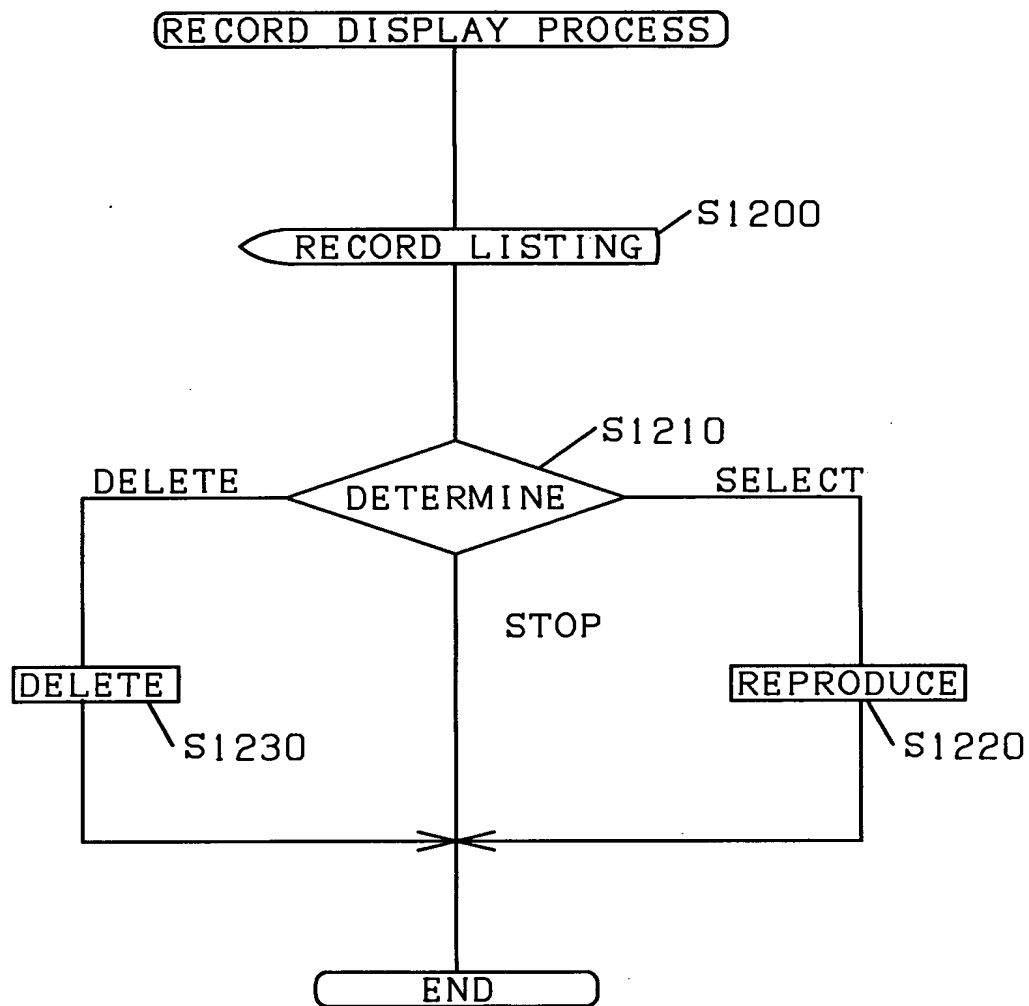 RECORD DISPLAY PROCESS
S1200
RECORD LISTING
S1210
DELETE
DETERMINE
SELECT
STOP
DELETE
REPRODUCE
S1230
S1220
END